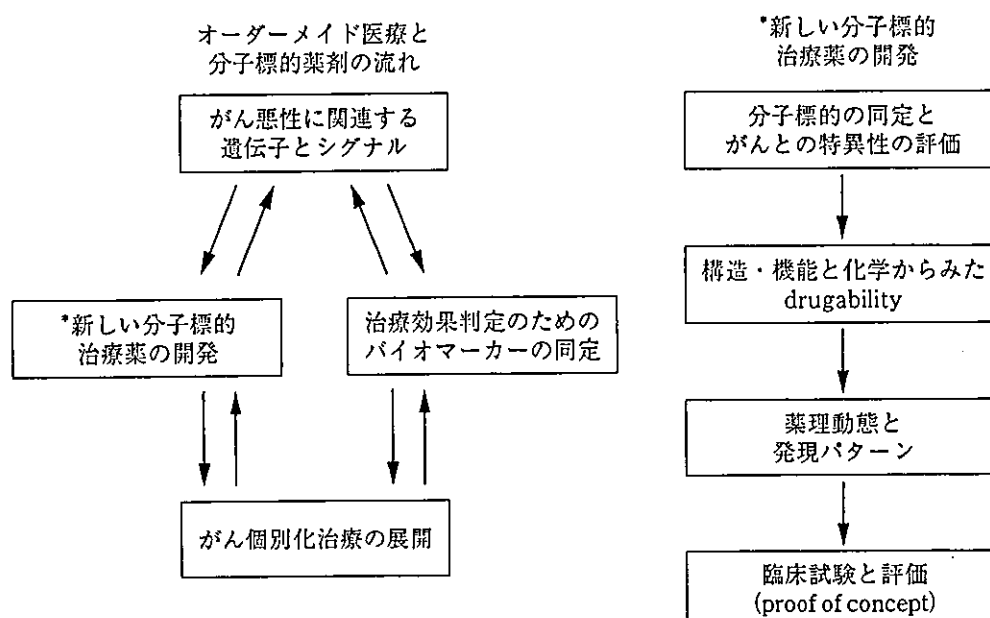 オーダーメイド医療と
分子標的薬剤の流れ
がん悪性に関連する
遺伝子とシグナル
*新しい分子標的
治療薬の開発
治療効果判定のための
バイオマーカーの同定
がん個別化治療の展開
*新しい分子標的
治療薬の開発
分子標的の同定と
がんとの特異性の評価
構造・機能と化学からみた
drugability
薬理動態と
発現パターン
臨床試験と評価
(proof of concept)